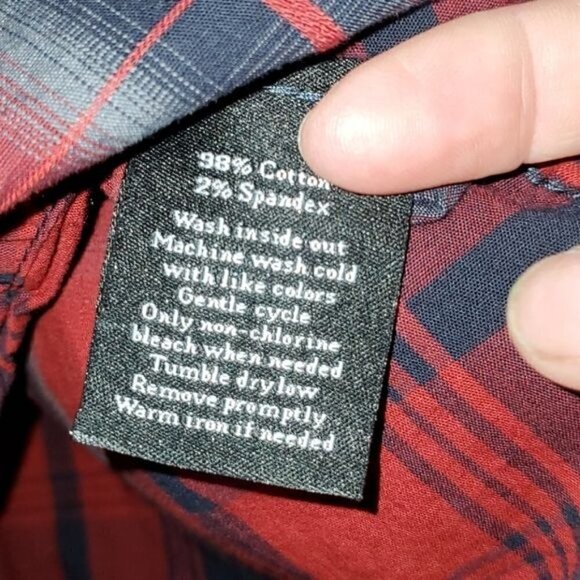 98% Cotton
2% Spandex
Wash inside out
Machine wash cold
with like colors
Gentle cycle
Only non-chlorine
bleach when needed
Tumble dry low
Remove promptly
Warm iron if needed